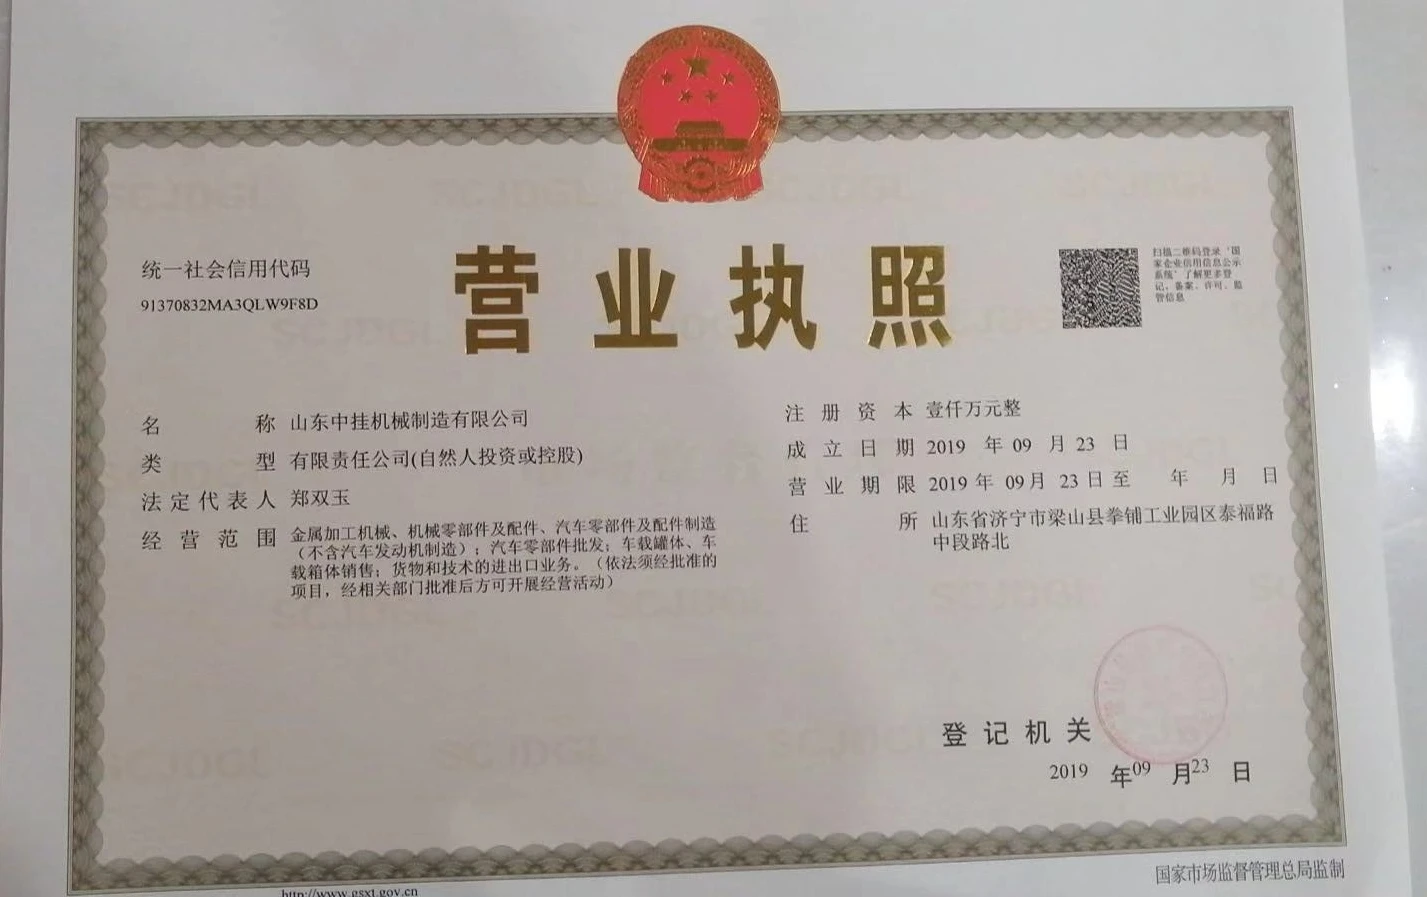 统一社会信用代码
91370832MA3QLW9F8D
营业执照
扫描二维码登录‘国
家企业信用信息公示
系统’了解更多登
记、备案、许可、监
管信息
名称 山东中挂机械制造有限公司
类型 有限责任公司(自然人投资或控股)
法定代表人 郑双玉
经营范围 金属加工机械、机械零部件及配件、汽车零部件及配件制造
（不含汽车发动机制造）；汽车零部件批发；车载罐体、车
载箱体销售；货物和技术的进出口业务。（依法须经批准的
项目，经相关部门批准后方可开展经营活动）
注册资本 壹仟万元整
成立日期 2019 年 09 月 23 日
营业期限 2019 年 09月 23 日至 年 月 日
住所 山东省济宁市梁山县拳铺工业园区泰福路
中段路北
登记机关
2019 年09 月23 日
http://www.gsxt.gov.cn
国家市场监督管理总局监制